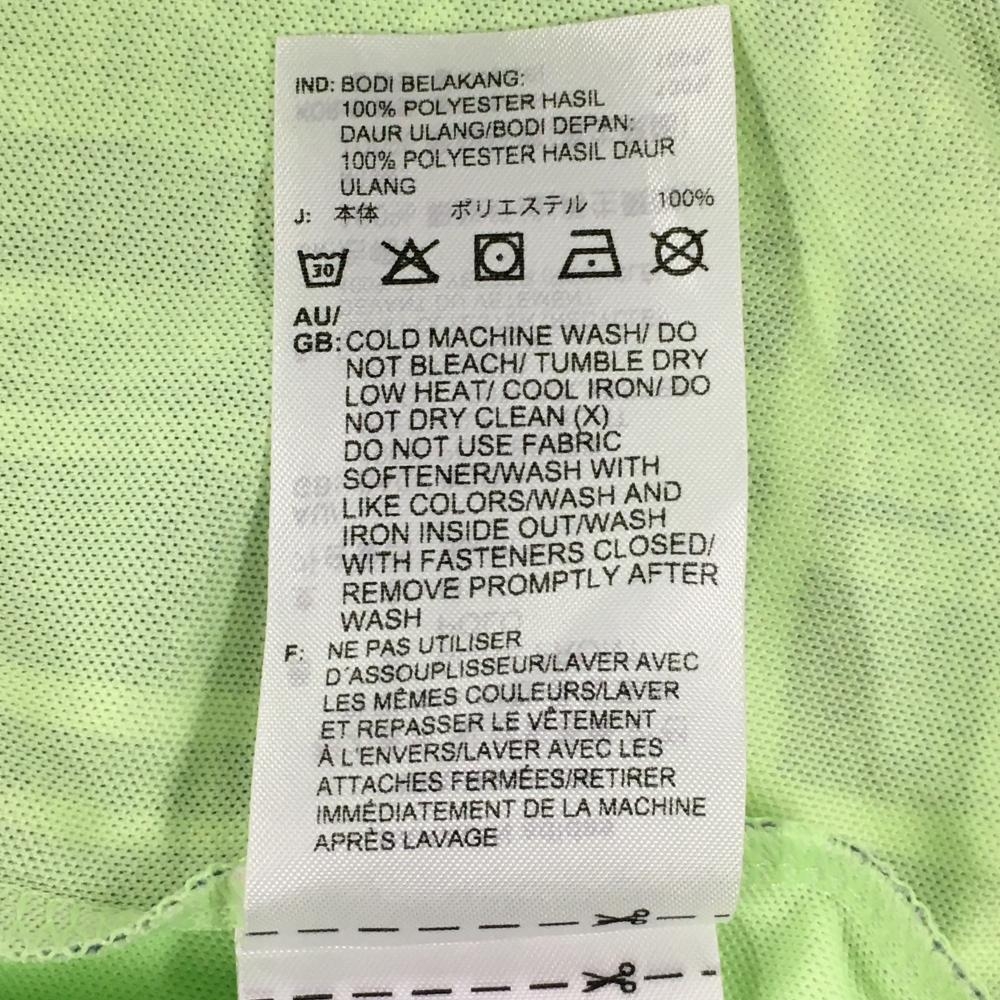 IND: BODI BELAKANG:
100% POLYESTER HASIL
DAUR ULANG/BODI DEPAN:
100% POLYESTER HASIL DAUR
ULANG
J: 本体 ポリエステル 100%
30
AU/
GB: COLD MACHINE WASH/ DO
NOT BLEACH/ TUMBLE DRY
LOW HEAT/ COOL IRON/ DO
NOT DRY CLEAN (X)
DO NOT USE FABRIC
SOFTENER/WASH WITH
LIKE COLORS/WASH AND
IRON INSIDE OUT/WASH
WITH FASTENERS CLOSED/
REMOVE PROMPTLY AFTER
WASH
F: NE PAS UTILISER
D´ASSOUPLISSEUR/LAVER AVEC
LES MÊMES COULEURS/LAVER
ET REPASSER LE VÊTEMENT
À L'ENVERS/LAVER AVEC LES
ATTACHES FERMÉES/RETIRER
IMMÉDIATEMENT DE LA MACHINE
APRÈS LAVAGE